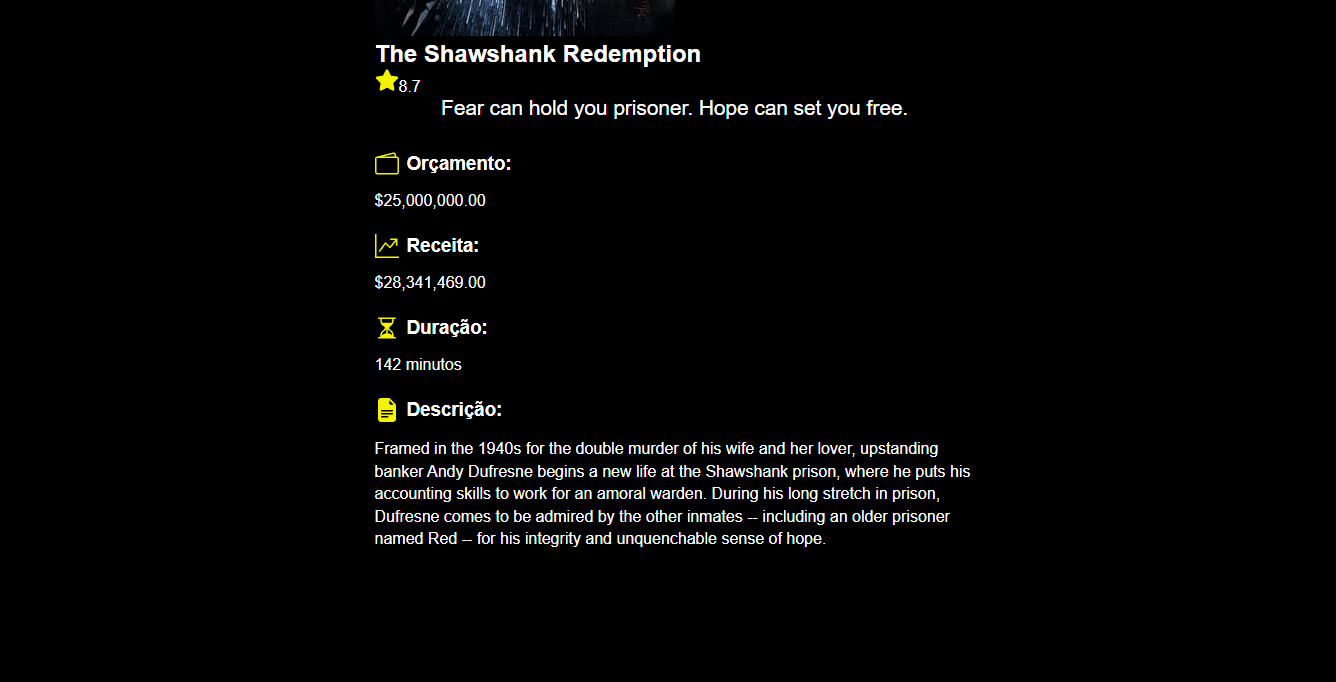 The Shawshank Redemption
8.7
Fear can hold you prisoner. Hope can set you free.
Orçamento:
$25,000,000.00
Receita:
$28,341,469.00
Duração:
142 minutos
Descrição:
Framed in the 1940s for the double murder of his wife and her lover, upstanding
banker Andy Dufresne begins a new life at the Shawshank prison, where he puts his
accounting skills to work for an amoral warden. During his long stretch in prison,
Dufresne comes to be admired by the other inmates -- including an older prisoner
named Red -- for his integrity and unquenchable sense of hope.